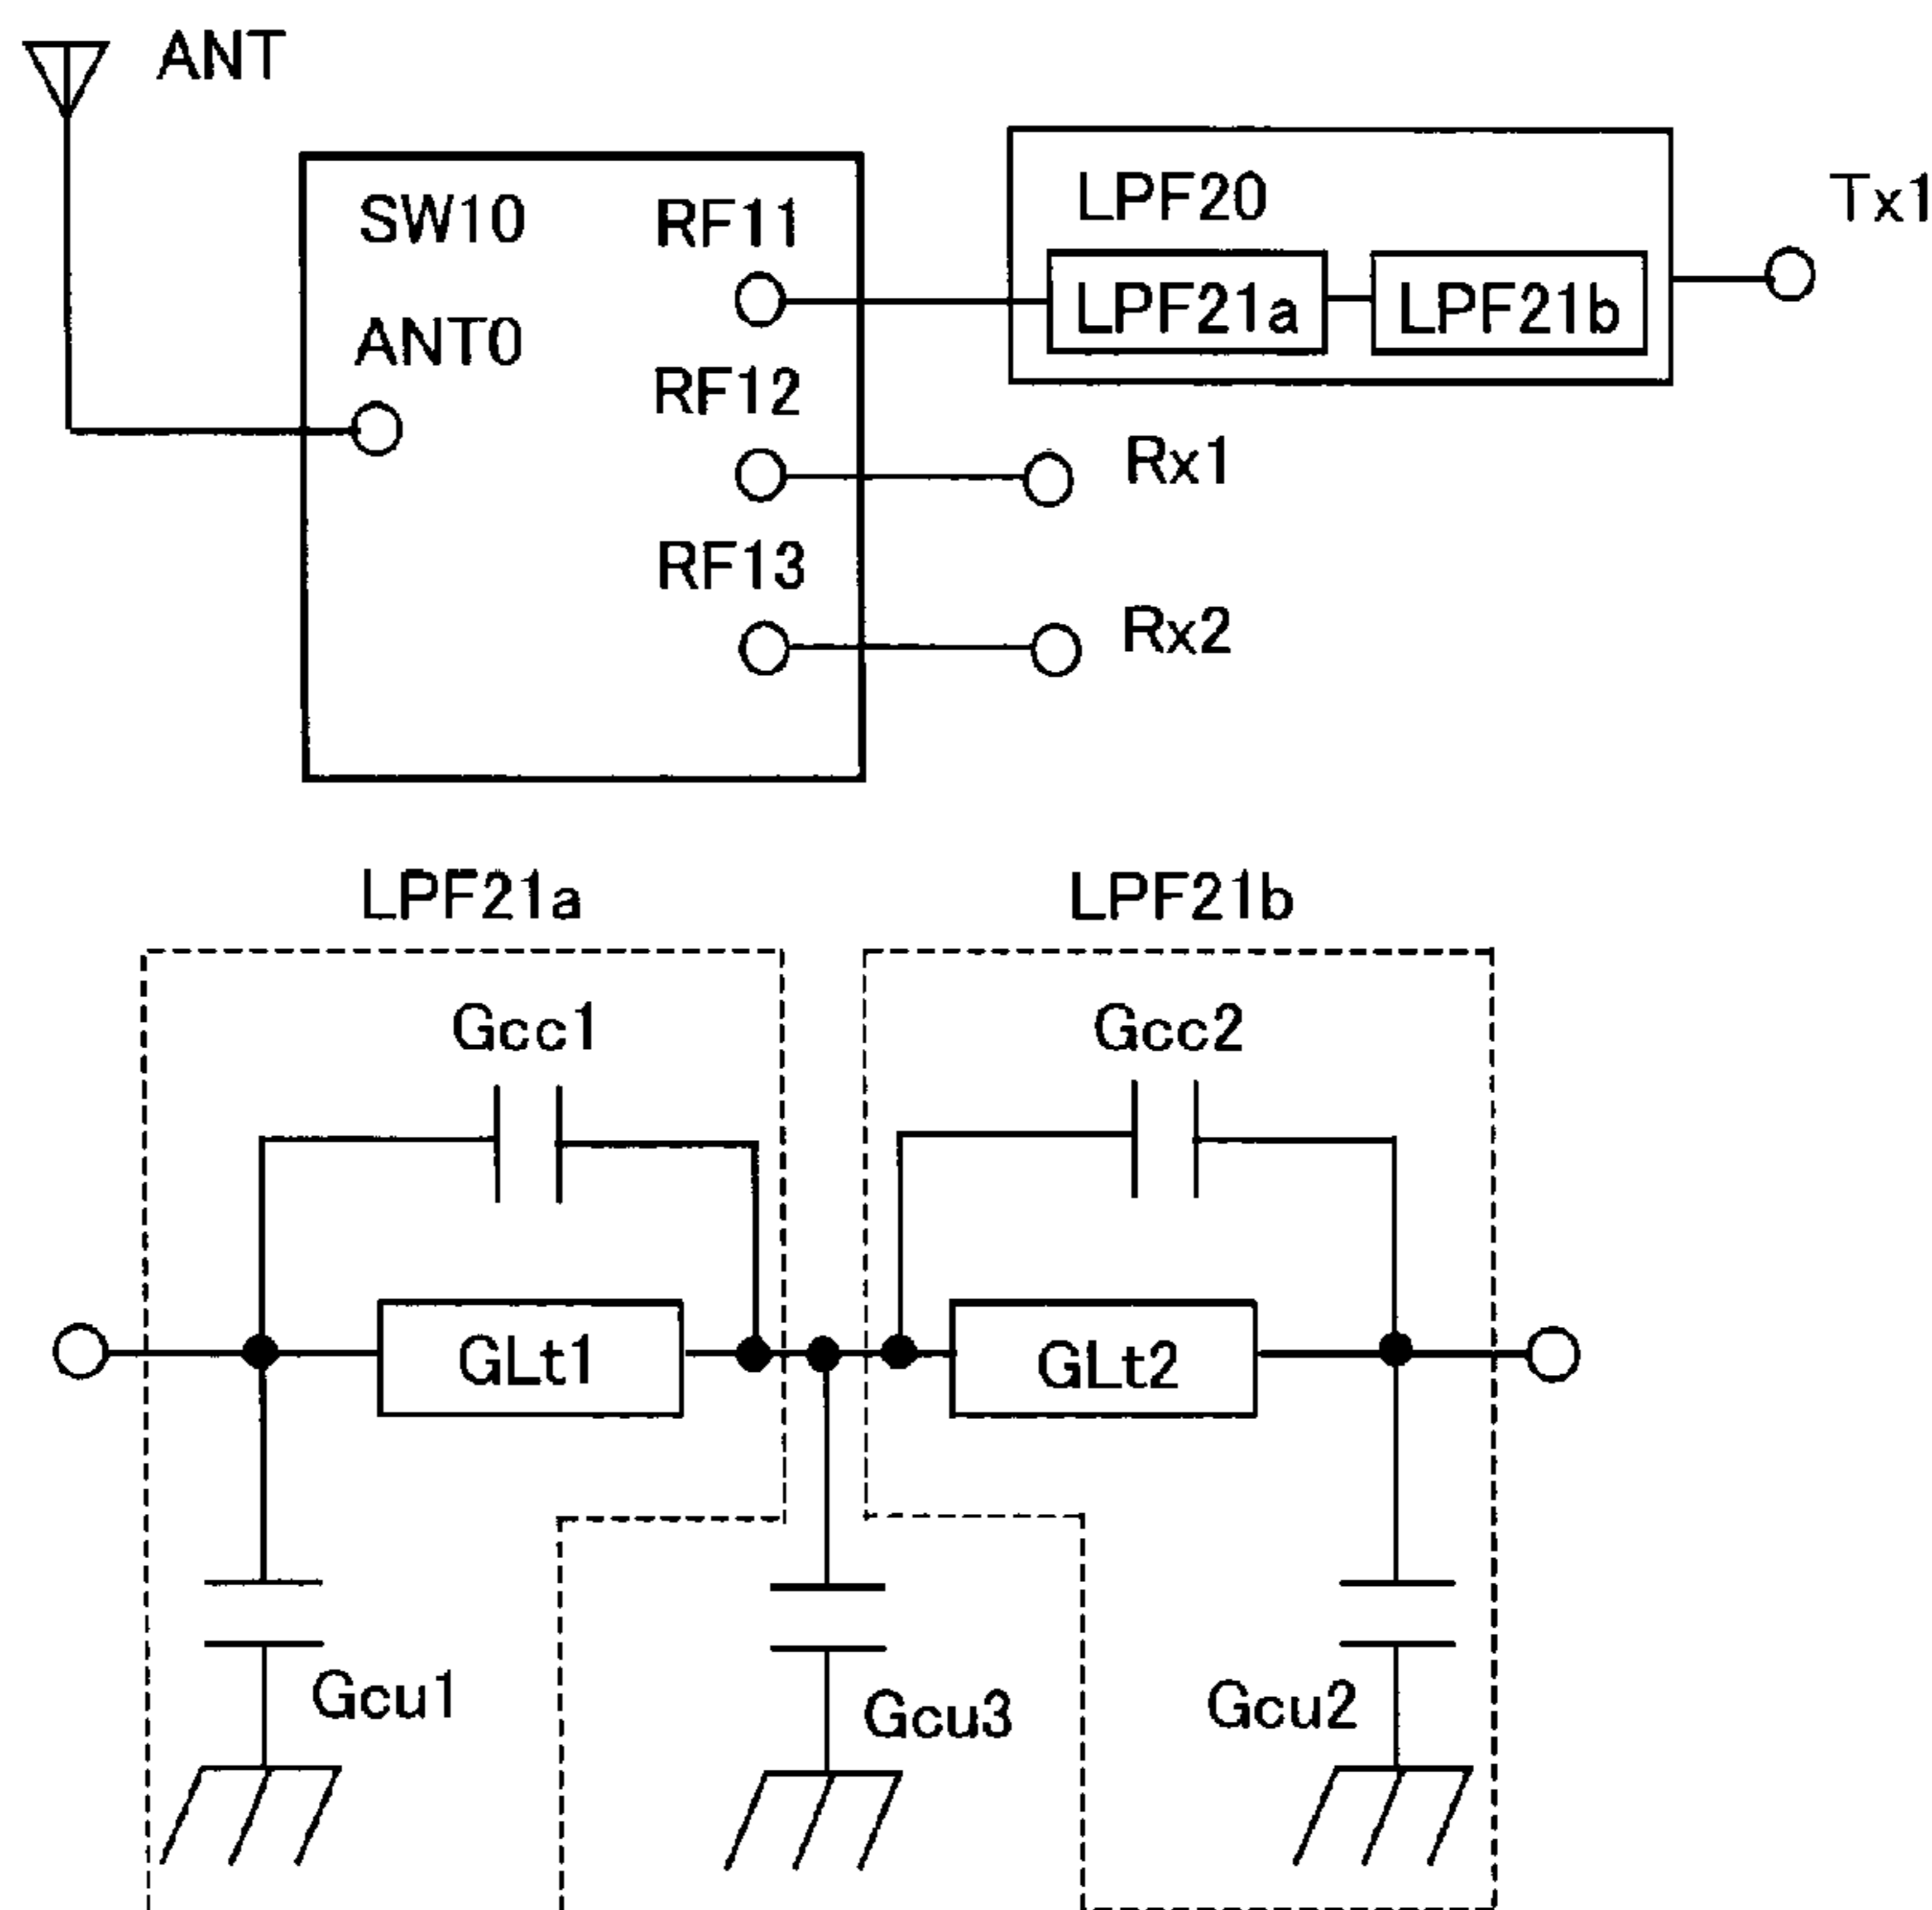 ANT
SW10
RF11
LPF20
Tx1
LPF21a
LPF21b
ANT0
RF12
Rx1
RF13
Rx2
LPF21a
LPF21b
Gcc1
Gcc2
GLt1
GLt2
Gcu1
Gcu3
Gcu2